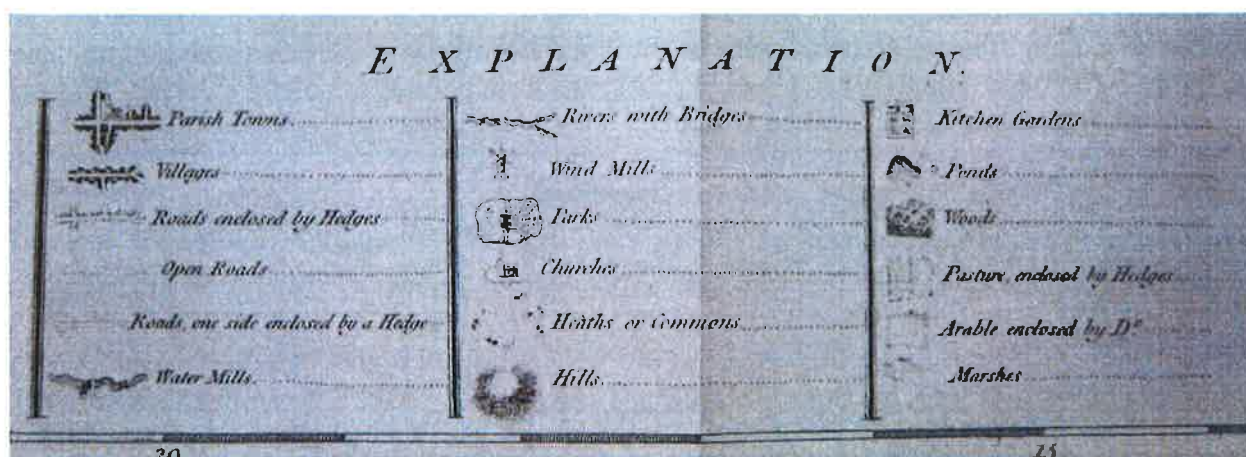 EXPLANATION.
Parish Towns
Villages
Roads enclosed by Hedges
Open Roads
Roads, one side enclosed by a Hedge
Water Mills.
Rivers with Bridges
Wind Mills
Parks
Churches
Heaths or Commons
Hills.
Kitchen Gardens
Ponds
Woods
Pasture, enclosed by Hedges
Arable enclosed by Dº
Marshes
20
15